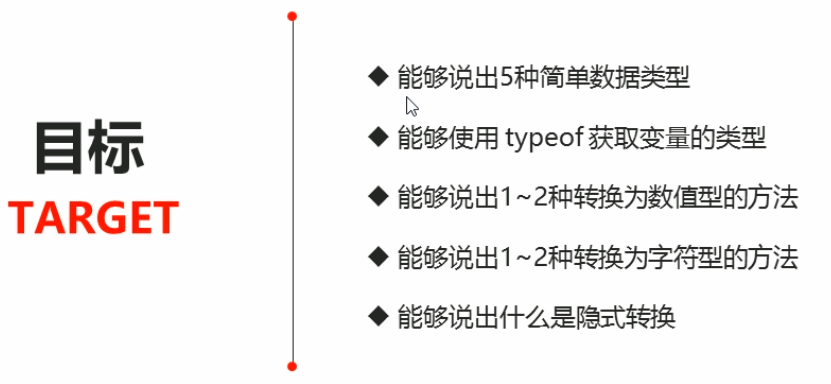 目标
TARGET
◆ 能够说出5种简单数据类型
◆ 能够使用 typeof 获取变量的类型
◆ 能够说出1~2种转换为数值型的方法
◆ 能够说出1~2种转换为字符型的方法
◆ 能够说出什么是隐式转换